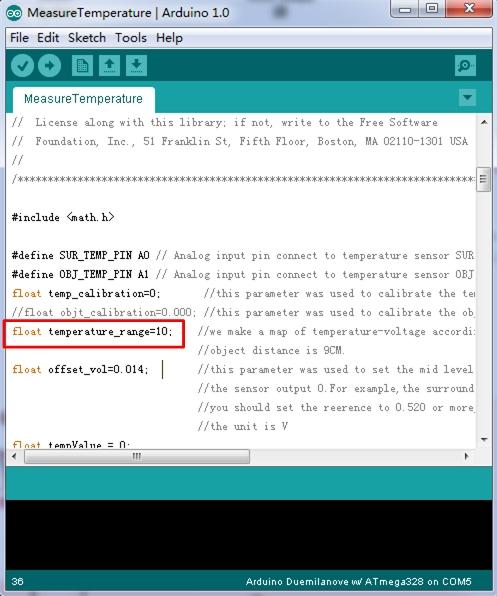 MeasureTemperature | Arduino 1.0
File Edit Sketch Tools Help
MeasureTemperature
// License along with this library; if not, write to the Free Software
// Foundation, Inc., 51 Franklin St, Fifth Floor, Boston, MA 02110-1301 USA
//
/*******************************************************************************
#include <math.h>
#define SUR_TEMP_PIN A0 // Analog input pin connect to temperature sensor SUR
#define OBJ_TEMP_PIN A1 // Analog input pin connect to temperature sensor OBJ
float temp_calibration=0; //this parameter was used to calibrate the te
//float objt_calibration=0.000; //this parameter was used to calibrate the
float temperature_range=10; //we make a map of temperature-voltage accordi
//object distance is 9CM.
float offset_vol=0.014; //this parameter was used to set the mid level
//the sensor output 0.For example,the surround
//you should set the reerence to 0.520 or more,
//the unit is V
float tempValue = 0;
36
Arduino Duemilanove w/ ATmega328 on COM5